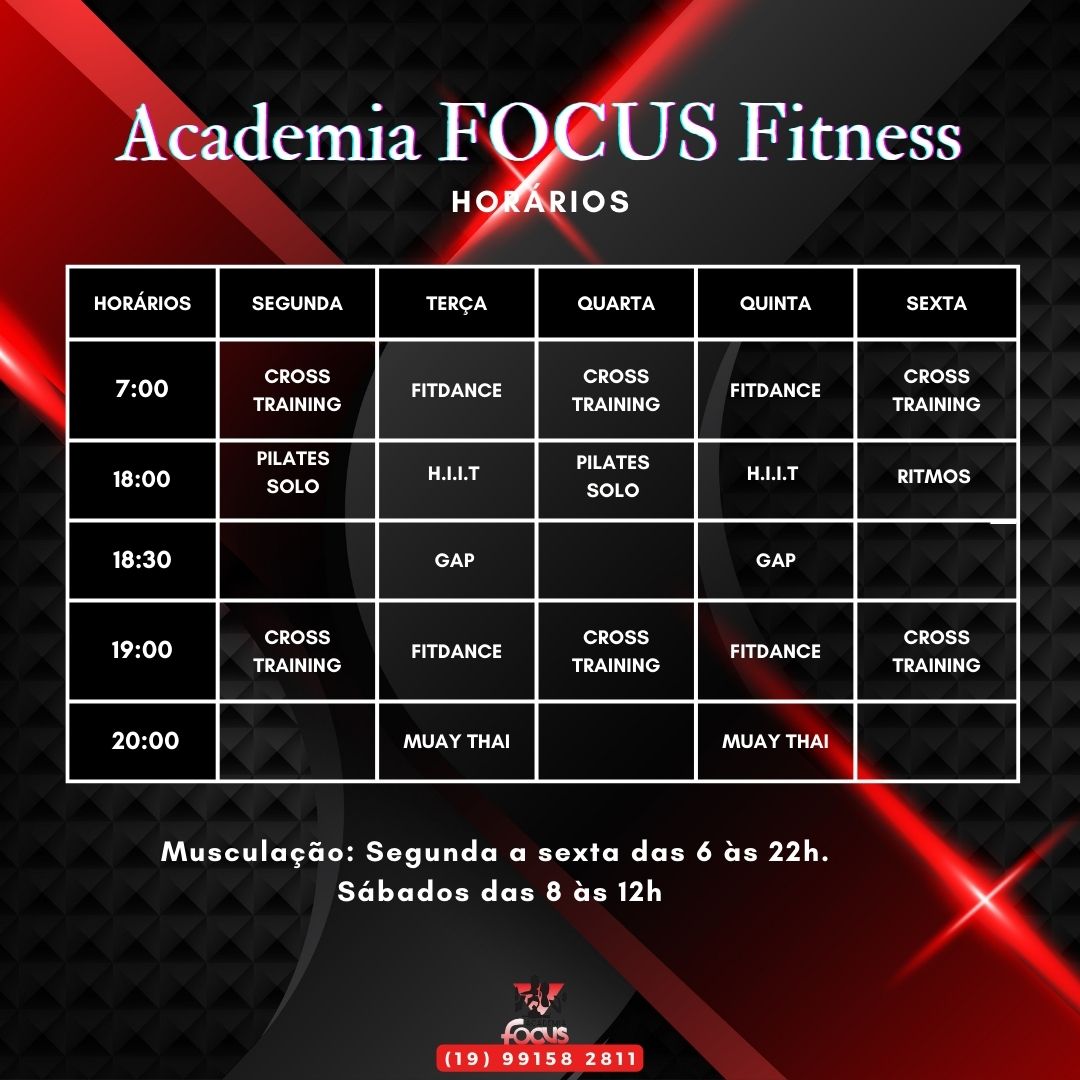 Academia FOCUS Fitness
HORÁRIOS
HORÁRIOS SEGUNDA TERÇA QUARTA QUINTA SEXTA
7:00 CROSS TRAINING FITDANCE CROSS TRAINING FITDANCE CROSS TRAINING
18:00 PILATES SOLO H.I.I.T PILATES SOLO H.I.I.T RITMOS
18:30 GAP GAP
19:00 CROSS TRAINING FITDANCE CROSS TRAINING FITDANCE CROSS TRAINING
20:00 MUAY THAI MUAY THAI
Musculação: Segunda a sexta das 6 às 22h.
Sábados das 8 às 12h
focus
(19) 99158 2811